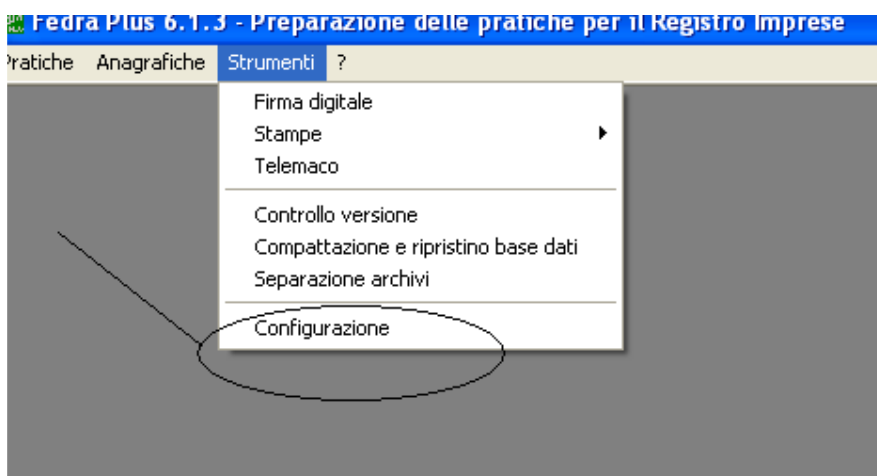 Fedra Plus 6.1.3 - Preparazione delle pratiche per il Registro Imprese
Pratiche Anagrafiche Strumenti ?
Firma digitale
Stampe
Telemaco
Controllo versione
Compattazione e ripristino base dati
Separazione archivi
Configurazione